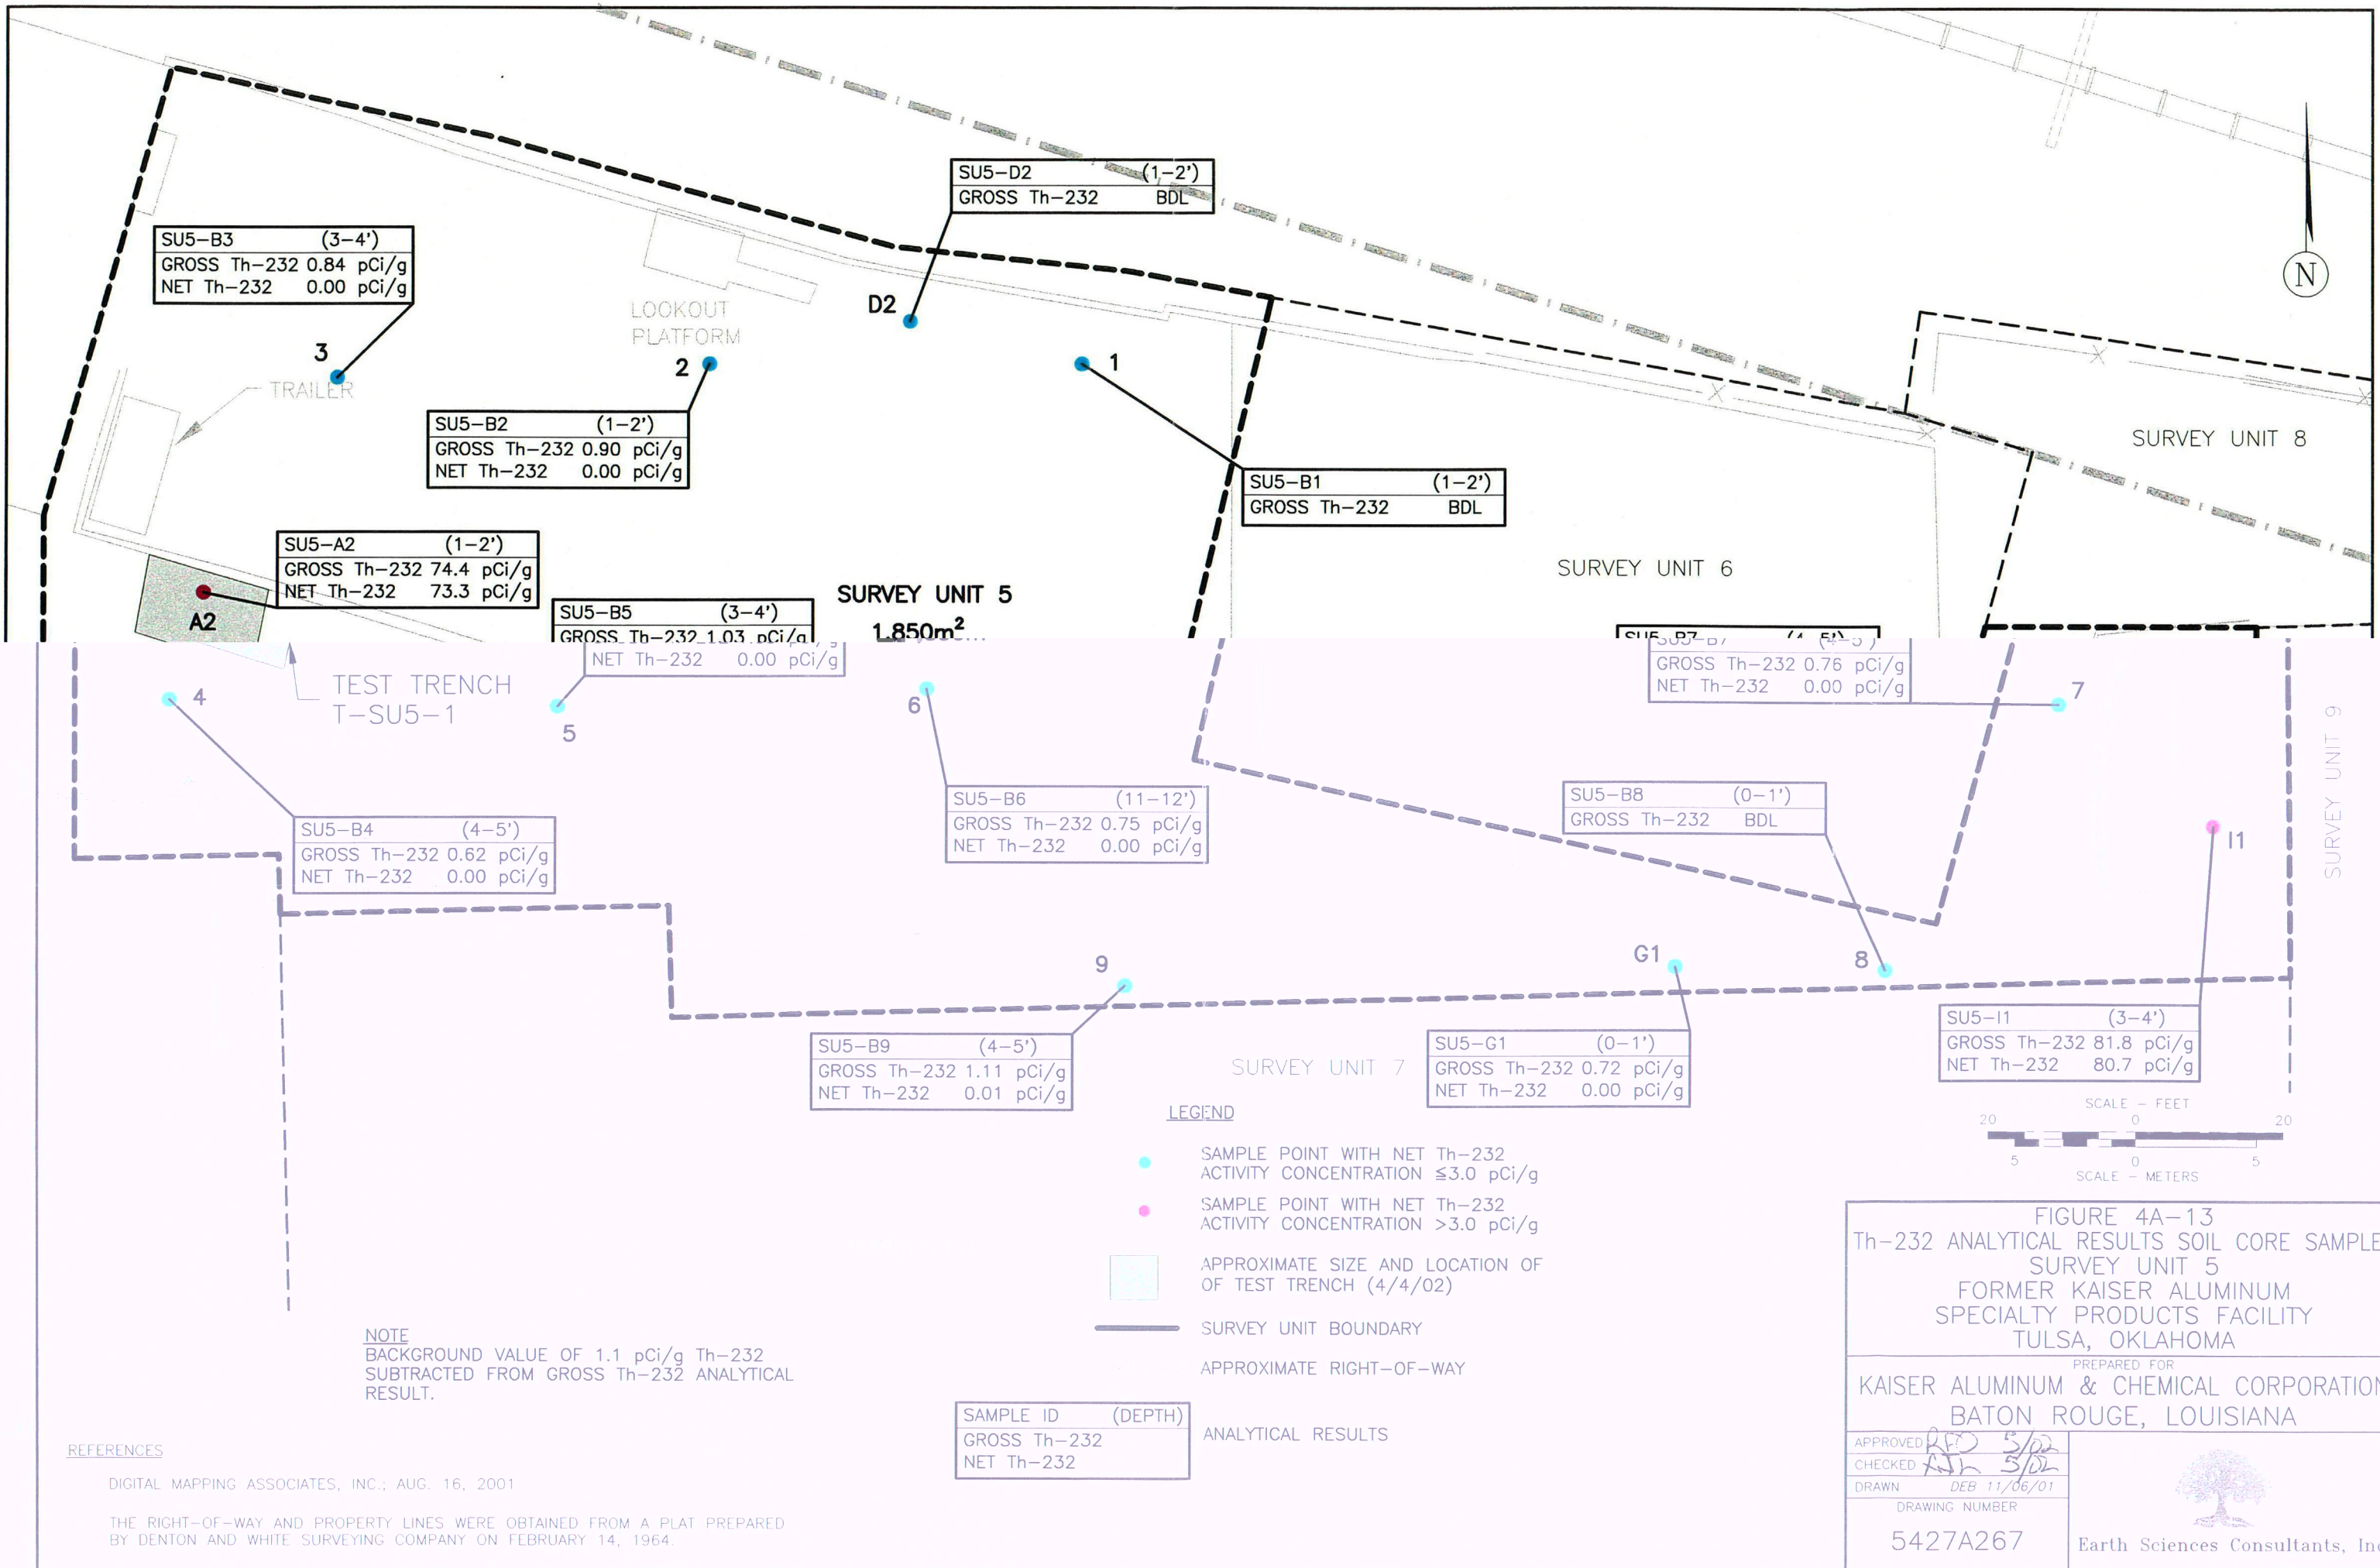 SU5-D2 (1-2')
GROSS Th-232 BDL
SU5-B3 (3-4')
GROSS Th-232 0.84 pCi/g
NET Th-232 0.00 pCi/g
N
LOOKOUT
PLATFORM
D2
3
2
1
TRAILER
SU5-B2 (1-2')
GROSS Th-232 0.90 pCi/g
NET Th-232 0.00 pCi/g
SURVEY UNIT 8
SU5-B1 (1-2')
GROSS Th-232 BDL
SU5-A2 (1-2')
GROSS Th-232 74.4 pCi/g
NET Th-232 73.3 pCi/g
A2
SURVEY UNIT 6
SURVEY UNIT 5
1,850m²
SU5-B5 (3-4')
GROSS Th-232 1.03 pCi/g
NET Th-232 0.00 pCi/g
SU5-B7 (4-5')
GROSS Th-232 0.76 pCi/g
NET Th-232 0.00 pCi/g
TEST TRENCH
T-SU5-1
4
5
6
7
SURVEY UNIT 9
SU5-B6 (11-12')
GROSS Th-232 0.75 pCi/g
NET Th-232 0.00 pCi/g
SU5-B8 (0-1')
GROSS Th-232 BDL
SU5-B4 (4-5')
GROSS Th-232 0.62 pCi/g
NET Th-232 0.00 pCi/g
I1
9
G1
8
SU5-B9 (4-5')
GROSS Th-232 1.11 pCi/g
NET Th-232 0.01 pCi/g
SURVEY UNIT 7
SU5-G1 (0-1')
GROSS Th-232 0.72 pCi/g
NET Th-232 0.00 pCi/g
SU5-I1 (3-4')
GROSS Th-232 81.8 pCi/g
NET Th-232 80.7 pCi/g
SCALE - FEET
20 0 20
5 0 5
SCALE - METERS
LEGEND
SAMPLE POINT WITH NET Th-232
ACTIVITY CONCENTRATION ≦3.0 pCi/g
SAMPLE POINT WITH NET Th-232
ACTIVITY CONCENTRATION >3.0 pCi/g
APPROXIMATE SIZE AND LOCATION OF
OF TEST TRENCH (4/4/02)
SURVEY UNIT BOUNDARY
APPROXIMATE RIGHT-OF-WAY
SAMPLE ID (DEPTH)
GROSS Th-232
NET Th-232
ANALYTICAL RESULTS
NOTE
BACKGROUND VALUE OF 1.1 pCi/g Th-232
SUBTRACTED FROM GROSS Th-232 ANALYTICAL
RESULT.
REFERENCES
DIGITAL MAPPING ASSOCIATES, INC.; AUG. 16, 2001
THE RIGHT-OF-WAY AND PROPERTY LINES WERE OBTAINED FROM A PLAT PREPARED
BY DENTON AND WHITE SURVEYING COMPANY ON FEBRUARY 14, 1964.
FIGURE 4A-13
Th-232 ANALYTICAL RESULTS SOIL CORE SAMPLE
SURVEY UNIT 5
FORMER KAISER ALUMINUM
SPECIALTY PRODUCTS FACILITY
TULSA, OKLAHOMA
PREPARED FOR
KAISER ALUMINUM & CHEMICAL CORPORATION
BATON ROUGE, LOUISIANA
APPROVED 5/02
CHECKED 5/02
DRAWN DEB 11/06/01
DRAWING NUMBER
5427A267
Earth Sciences Consultants,